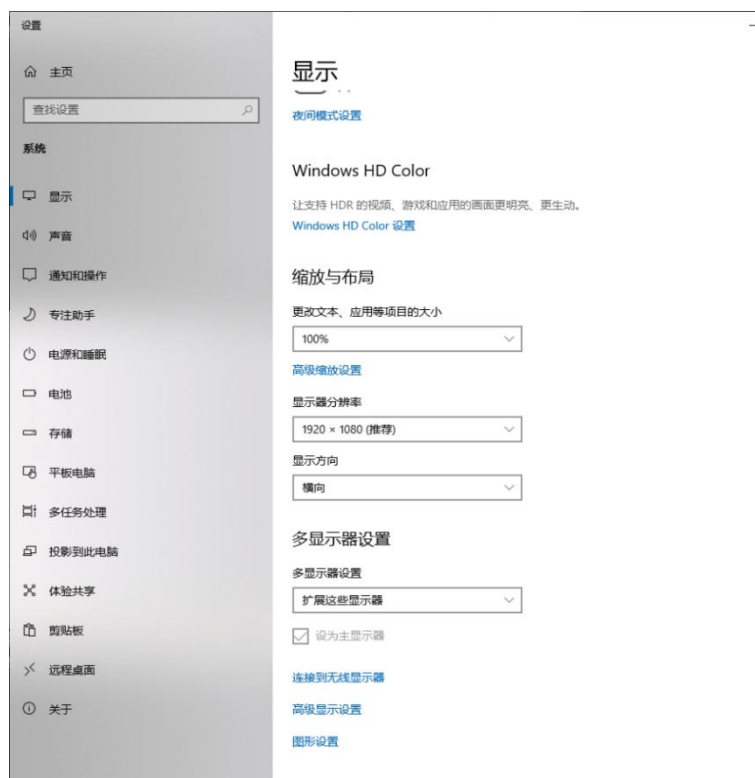 设置
主页
查找设置
系统
显示
声音
通知和操作
专注助手
电源和睡眠
电池
存储
平板电脑
多任务处理
投影到此电脑
体验共享
剪贴板
远程桌面
关于
显示
夜间模式设置
Windows HD Color
让支持 HDR 的视频、游戏和应用的画面更明亮、更生动。
Windows HD Color 设置
缩放与布局
更改文本、应用等项目的大小
100%
高级缩放设置
显示器分辨率
1920 × 1080 (推荐)
显示方向
横向
多显示器设置
多显示器设置
扩展这些显示器
设为主显示器
连接到无线显示器
高级显示设置
图形设置